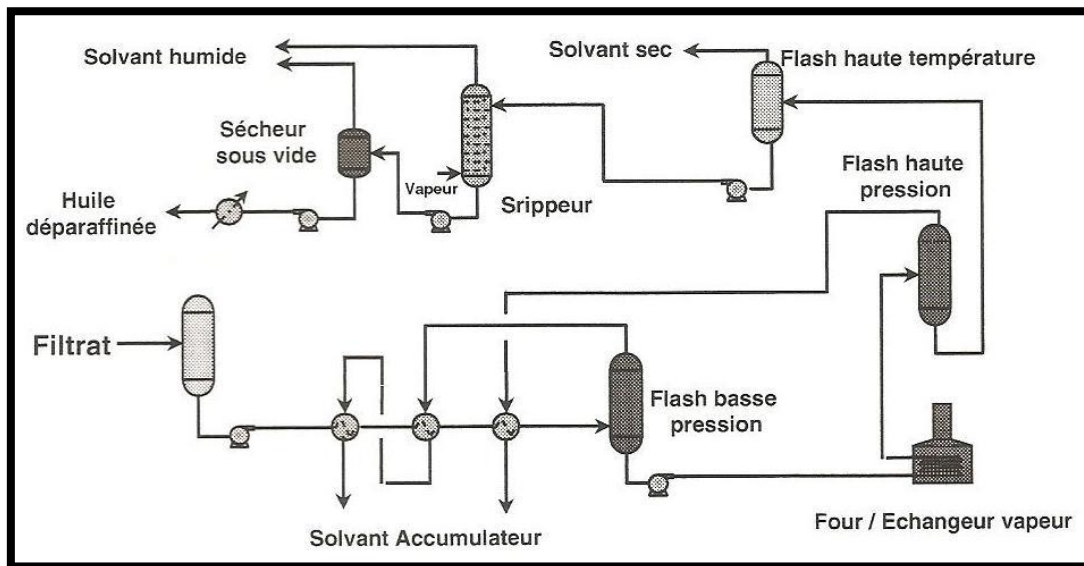 Solvant humide
Solvant sec
Flash haute température
Sécheur
sous vide
Flash haute
pression
Vapeur
Srippeur
Huile
déparaffinée
Filtrat
Flash basse
pression
Four / Echangeur vapeur
Solvant Accumulateur